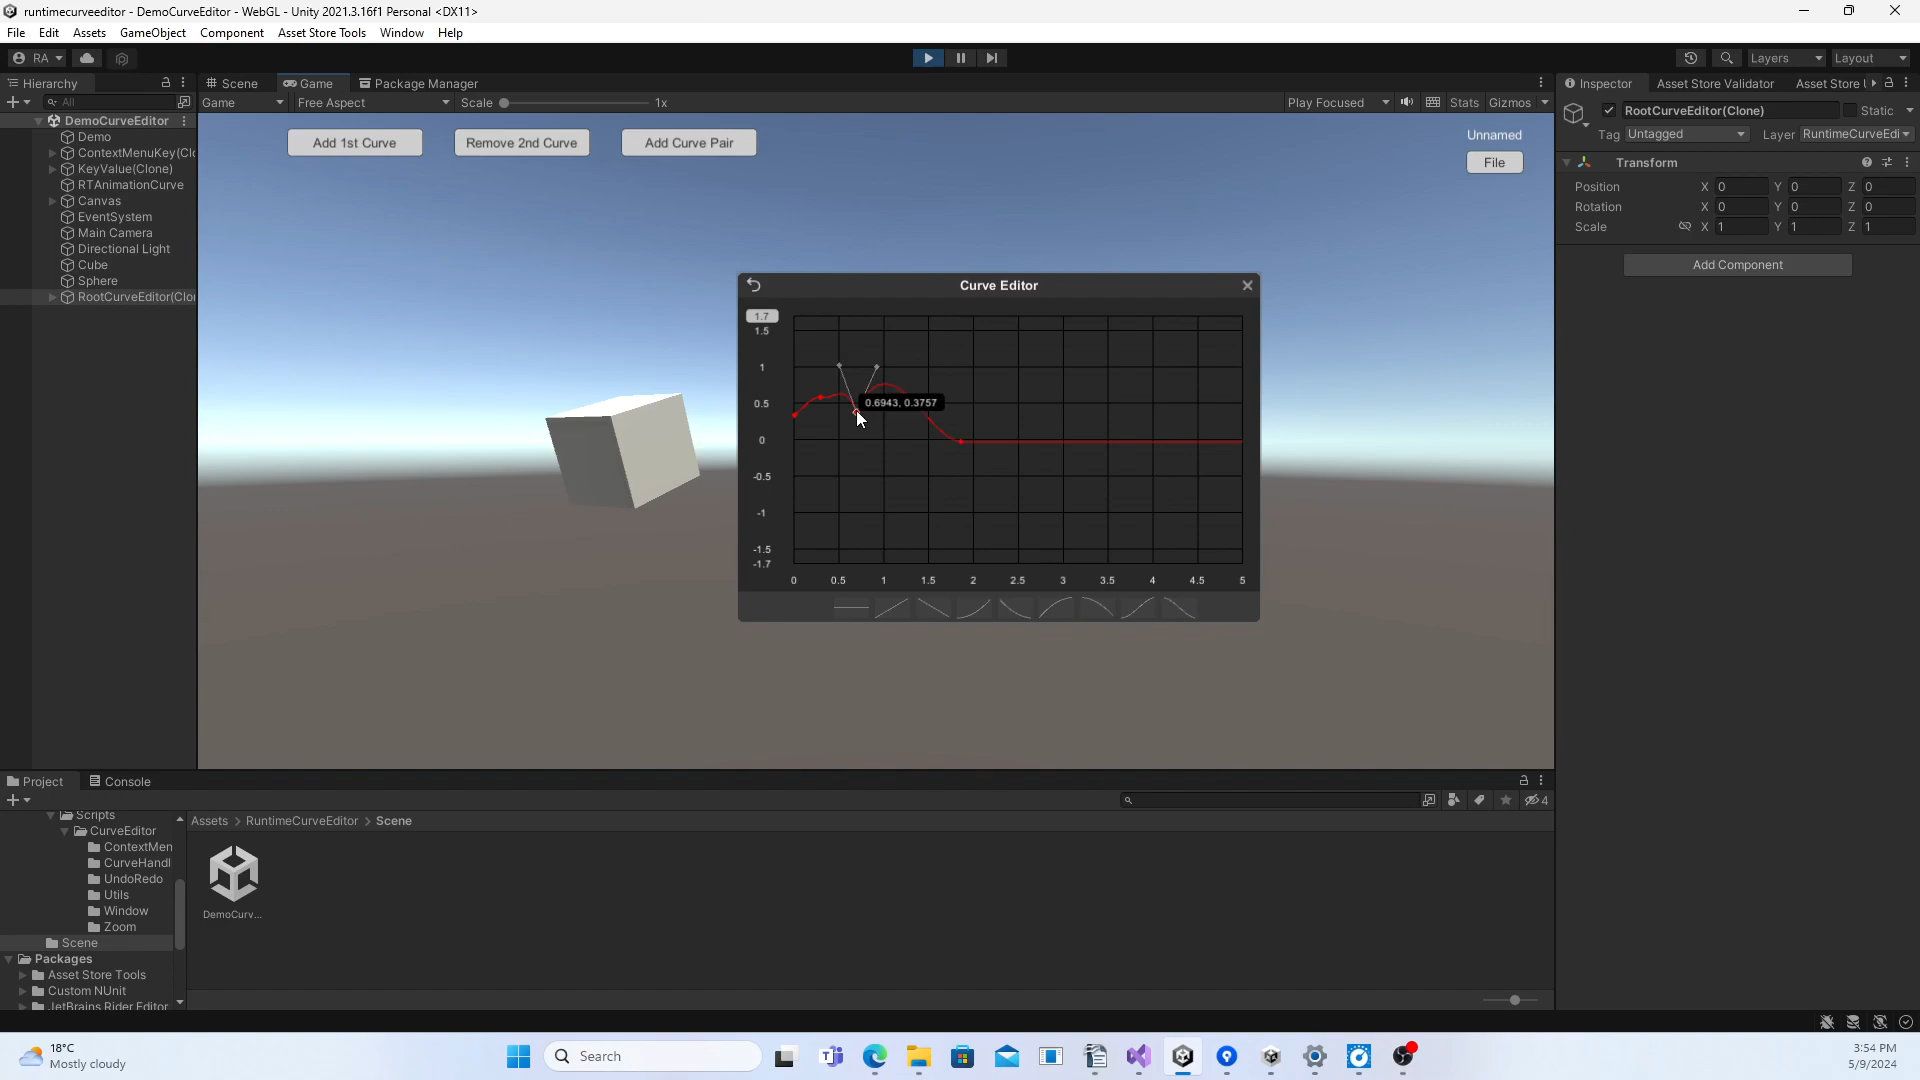 runtimecurveeditor - DemoCurveEditor - WebGL - Unity 2021.3.16f1 Personal <DX11>
File Edit Assets GameObject Component Asset Store Tools Window Help
RA Layers Layout
Hierarchy Scene Game Package Manager Inspector Asset Store Validator Asset Store
All Game Free Aspect Scale 1x Play Focused Stats Gizmos
RootCurveEditor(Clone) Static
Tag Untagged Layer RuntimeCurveEdi
DemoCurveEditor
Demo
ContextMenuKey(Cl
KeyValue(Clone)
RTAnimationCurve
Canvas
EventSystem
Main Camera
Directional Light
Cube
Sphere
RootCurveEditor(Clo
Add 1st Curve Remove 2nd Curve Add Curve Pair
Unnamed
File
Transform
Position X 0 Y 0 Z 0
Rotation X 0 Y 0 Z 0
Scale X 1 Y 1 Z 1
Add Component
Curve Editor
1.7
1.5
1
0.5
0
-0.5
-1
-1.5
-1.7
0.6943, 0.3757
0 0.5 1 1.5 2 2.5 3 3.5 4 4.5 5
Project Console
4
Scripts
CurveEditor
ContextMen
CurveHandl
UndoRedo
Utils
Window
Zoom
Scene
Packages
Asset Store Tools
Custom NUnit
JetBrains Rider Editor
Assets > RuntimeCurveEditor > Scene
DemoCurv...
18°C
Mostly cloudy
Search
3:54 PM
5/9/2024